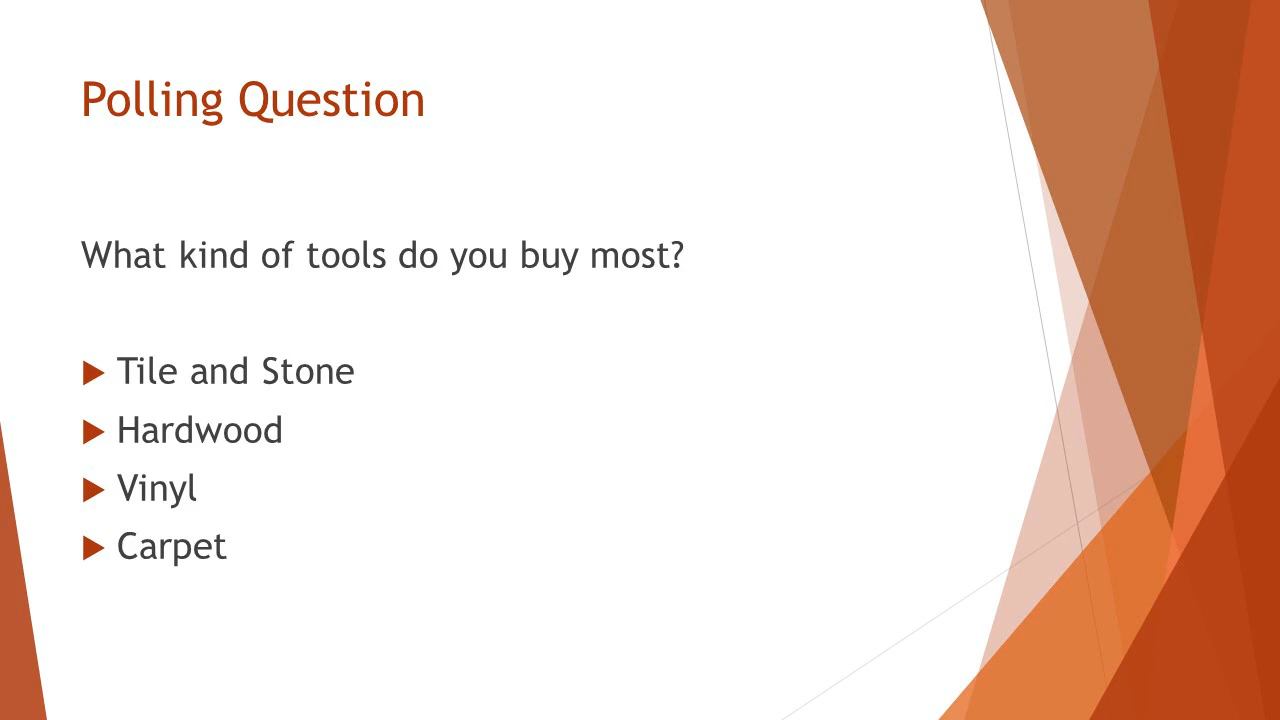 Polling Question
What kind of tools do you buy most?
Tile and Stone
Hardwood
Vinyl
Carpet